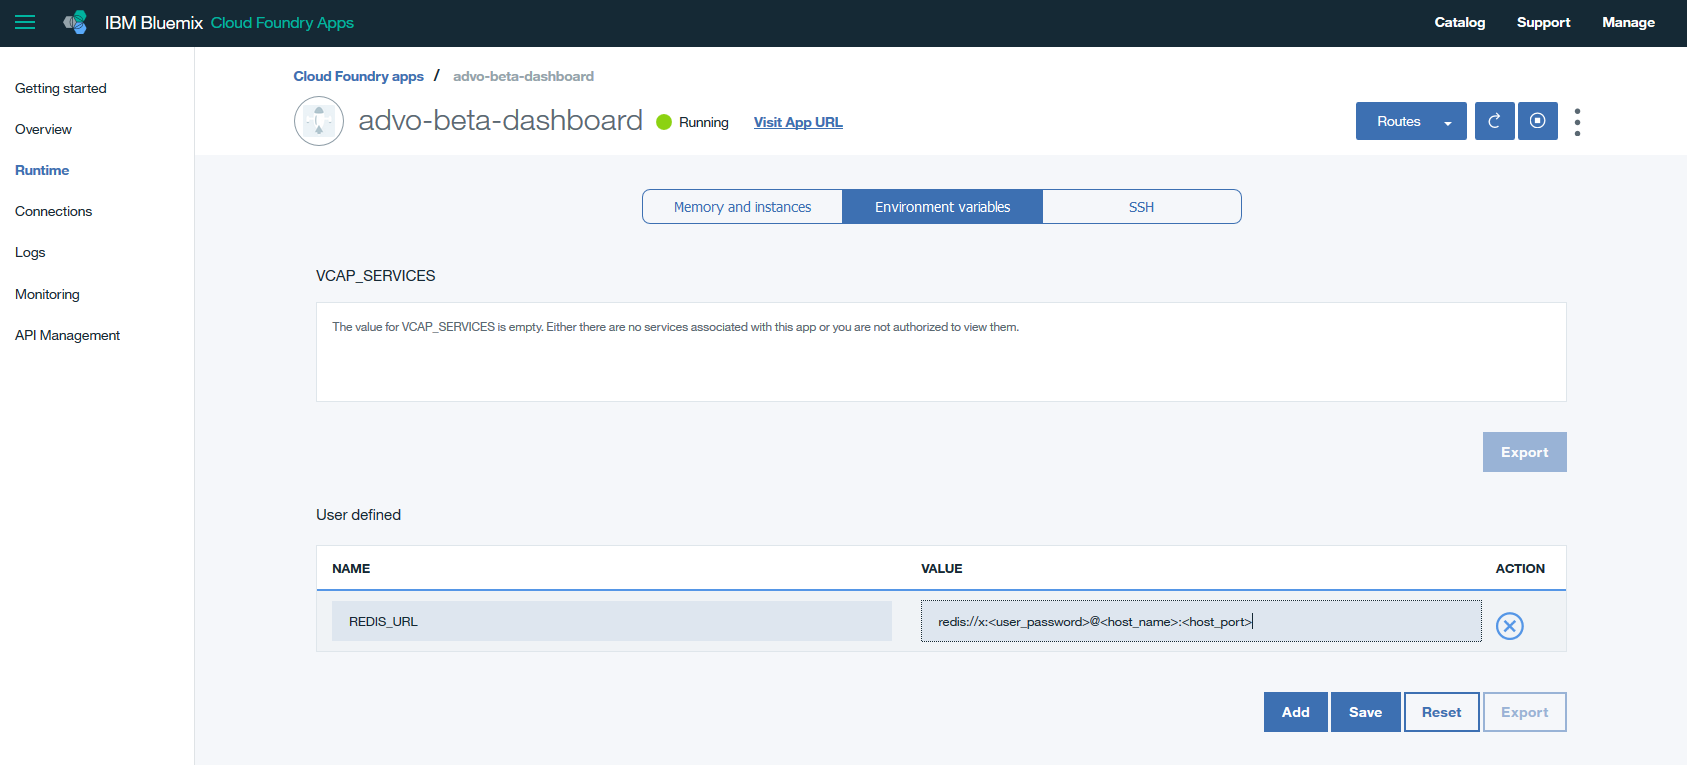 IBM Bluemix Cloud Foundry Apps
Catalog Support Manage
Getting started
Overview
Runtime
Connections
Logs
Monitoring
API Management
Cloud Foundry apps / advo-beta-dashboard
advo-beta-dashboard Running Visit App URL
Routes
Memory and instances Environment variables SSH
VCAP_SERVICES
The value for VCAP_SERVICES is empty. Either there are no services associated with this app or you are not authorized to view them.
Export
User defined
NAME VALUE ACTION
REDIS_URL redis://x:<user_password>@<host_name>:<host_port>
Add Save Reset Export